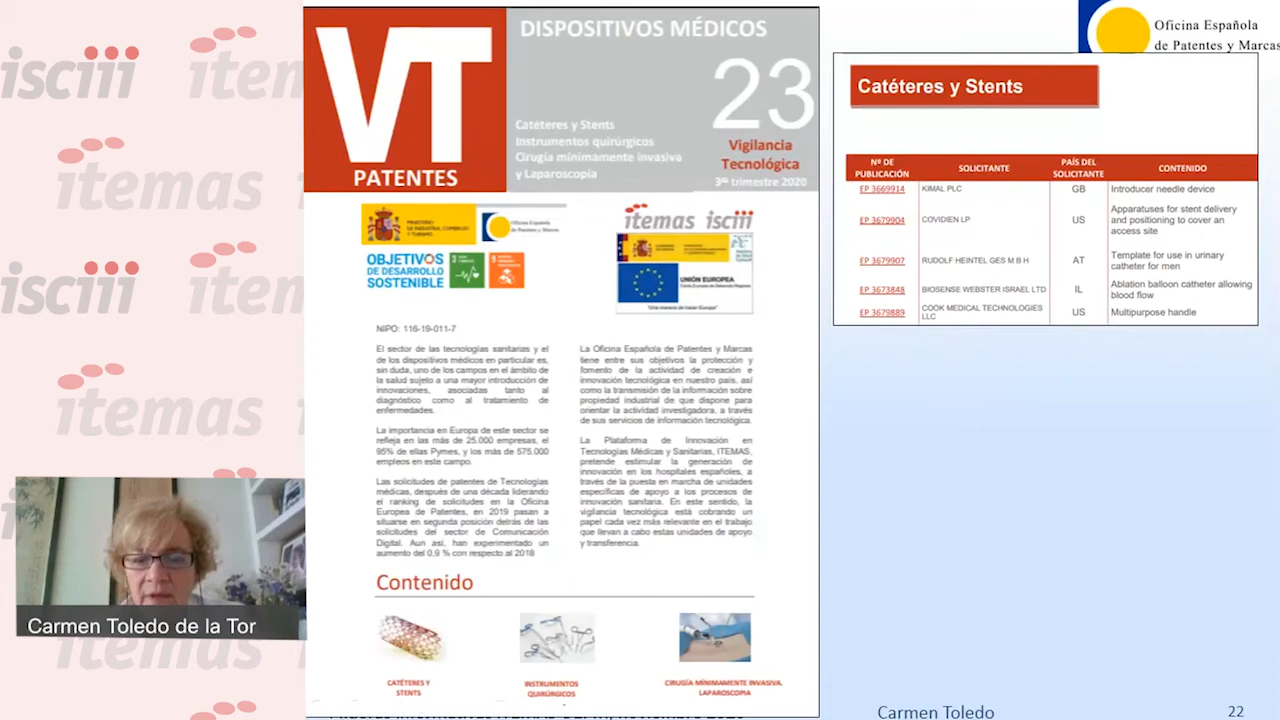 isciii
itemas
itemas
isciii
itemas
itemas
VT
PATENTES
DISPOSITIVOS MÉDICOS
23
Catéteres y Stents
Instrumentos quirúrgicos
Cirugía mínimamente invasiva
y Laparoscopia
Vigilancia
Tecnológica
3er trimestre 2020
MINISTERIO
DE INDUSTRIA, COMERCIO
Y TURISMO
Oficina Española
de Patentes y Marcas
OBJETIVOS
DE DESARROLLO
SOSTENIBLE
itemas isciii
UNIÓN EUROPEA
"Una manera de hacer Europa"
NIPO: 116-19-011-7
El sector de las tecnologías sanitarias y el
de los dispositivos médicos en particular es,
sin duda, uno de los campos en el ámbito de
la salud sujeto a una mayor introducción de
innovaciones, asociadas tanto al
diagnóstico como al tratamiento de
enfermedades.
La importancia en Europa de este sector se
refleja en las más de 25.000 empresas, el
95% de ellas Pymes, y los más de 575.000
empleos en este campo.
Las solicitudes de patentes de Tecnologías
médicas, después de una década liderando
el ranking de solicitudes en la Oficina
Europea de Patentes, en 2019 pasan a
situarse en segunda posición detrás de las
solicitudes del sector de Comunicación
Digital. Aun así, han experimentado un
aumento del 0,9 % con respecto al 2018
La Oficina Española de Patentes y Marcas
tiene entre sus objetivos la protección y
fomento de la actividad de creación e
innovación tecnológica en nuestro país, así
como la transmisión de la información sobre
propiedad industrial de que dispone para
orientar la actividad investigadora, a través
de sus servicios de información tecnológica.
La Plataforma de Innovación en
Tecnologías Médicas y Sanitarias, ITEMAS,
pretende estimular la generación de
innovación en los hospitales españoles, a
través de la puesta en marcha de unidades
específicas de apoyo a los procesos de
innovación sanitaria. En este sentido, la
vigilancia tecnológica está cobrando un
papel cada vez más relevante en el trabajo
que llevan a cabo estas unidades de apoyo
y transferencia.
Contenido
CATÉTERES Y
STENTS
INSTRUMENTOS
QUIRÚRGICOS
CIRUGÍA MÍNIMAMENTE INVASIVA.
LAPAROSCOPIA
Oficina Española
de Patentes y Marcas
Catéteres y Stents
Nº DE PUBLICACIÓN SOLICITANTE PAÍS DEL SOLICITANTE CONTENIDO
EP 3669914 KIMAL PLC GB Introducer needle device
EP 3679904 COVIDIEN LP US Apparatuses for stent delivery
and positioning to cover an
access site
EP 3679907 RUDOLF HEINTEL GES M B H AT Template for use in urinary
catheter for men
EP 3673848 BIOSENSE WEBSTER ISRAEL LTD IL Ablation balloon catheter allowing
blood flow
EP 3679889 COOK MEDICAL TECHNOLOGIES
LLC US Multipurpose handle
Carmen Toledo de la Tor
Carmen Toledo
22